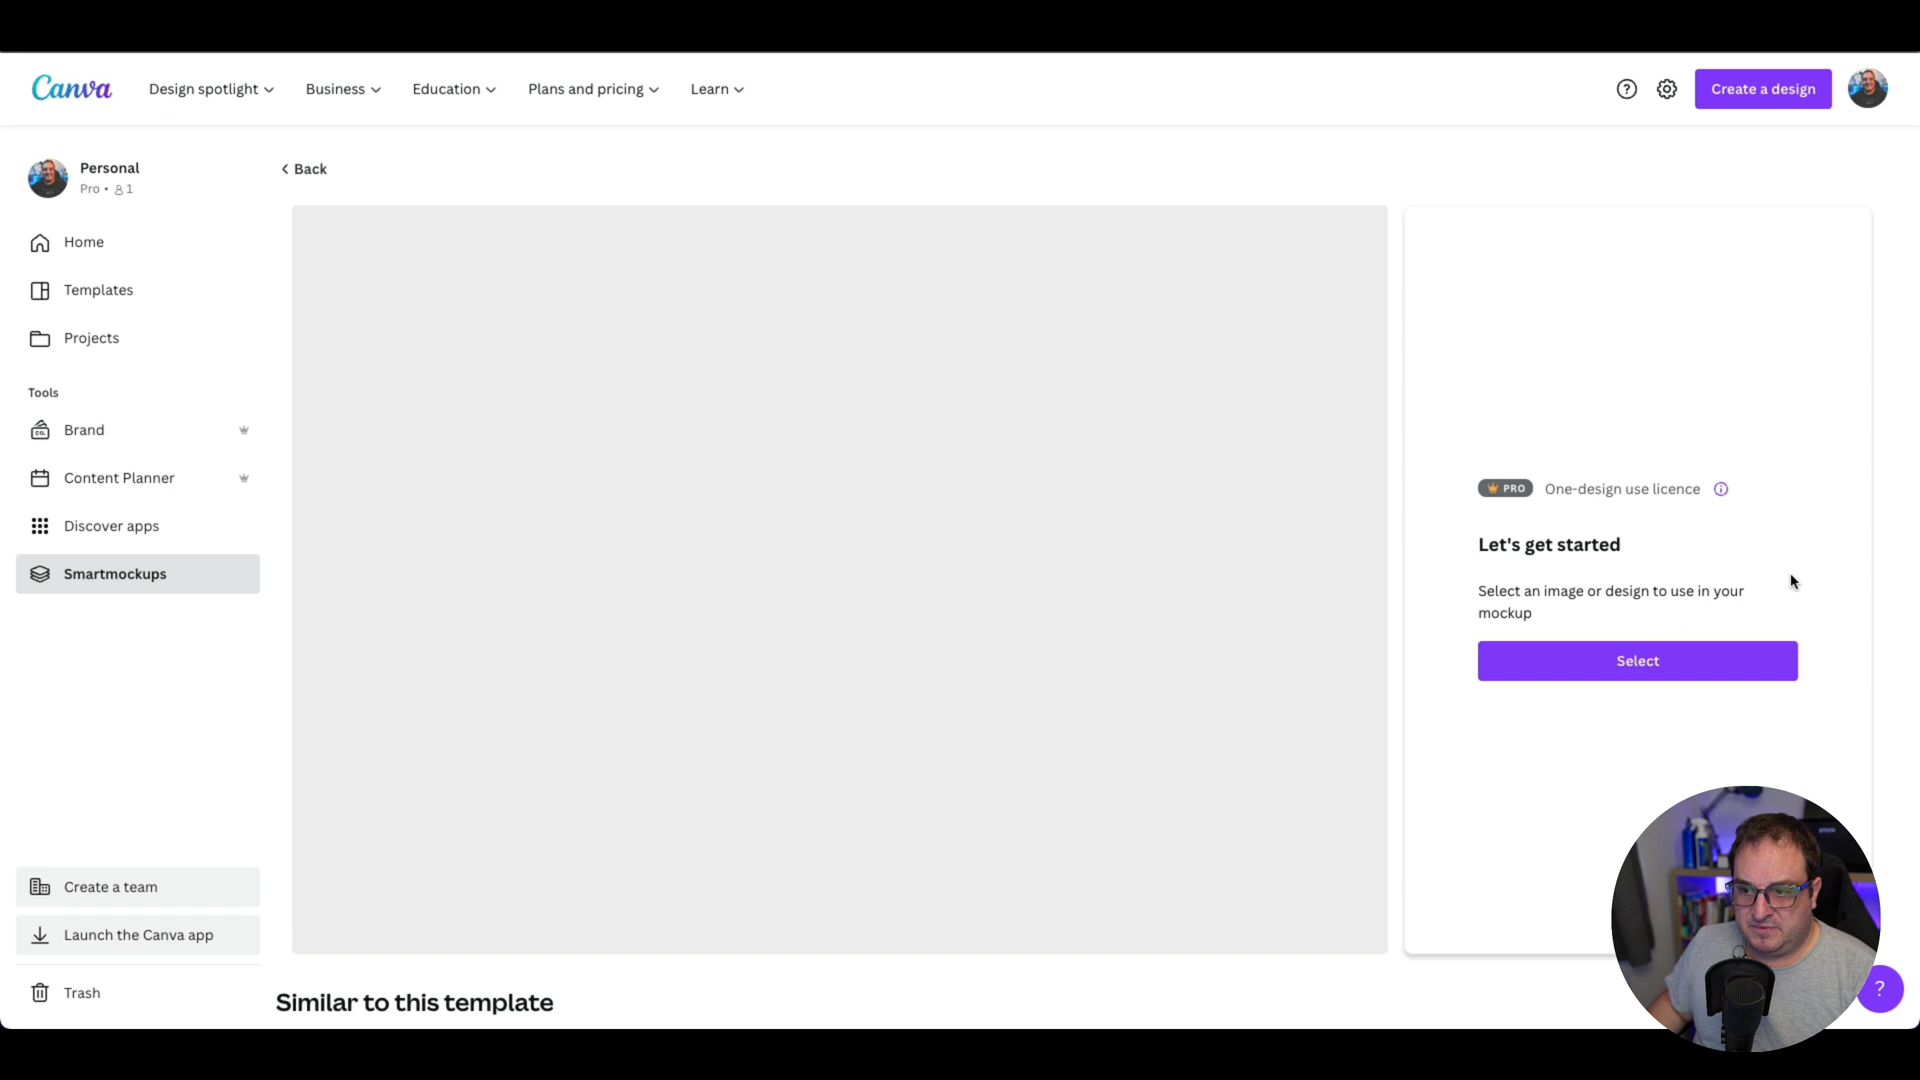 Canva
Design spotlight
Business
Education
Plans and pricing
Learn
Create a design
Personal
Pro • 1
Home
Templates
Projects
Tools
Brand
Content Planner
Discover apps
Smartmockups
Create a team
Launch the Canva app
Trash
Back
PRO One-design use licence
Let's get started
Select an image or design to use in your
mockup
Select
Similar to this template
?